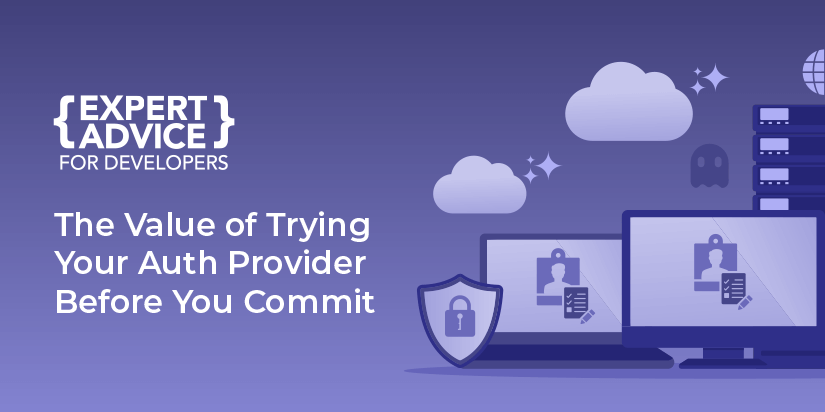 {EXPERT
ADVICE}
FOR DEVELOPERS
The Value of Trying
Your Auth Provider
Before You Commit